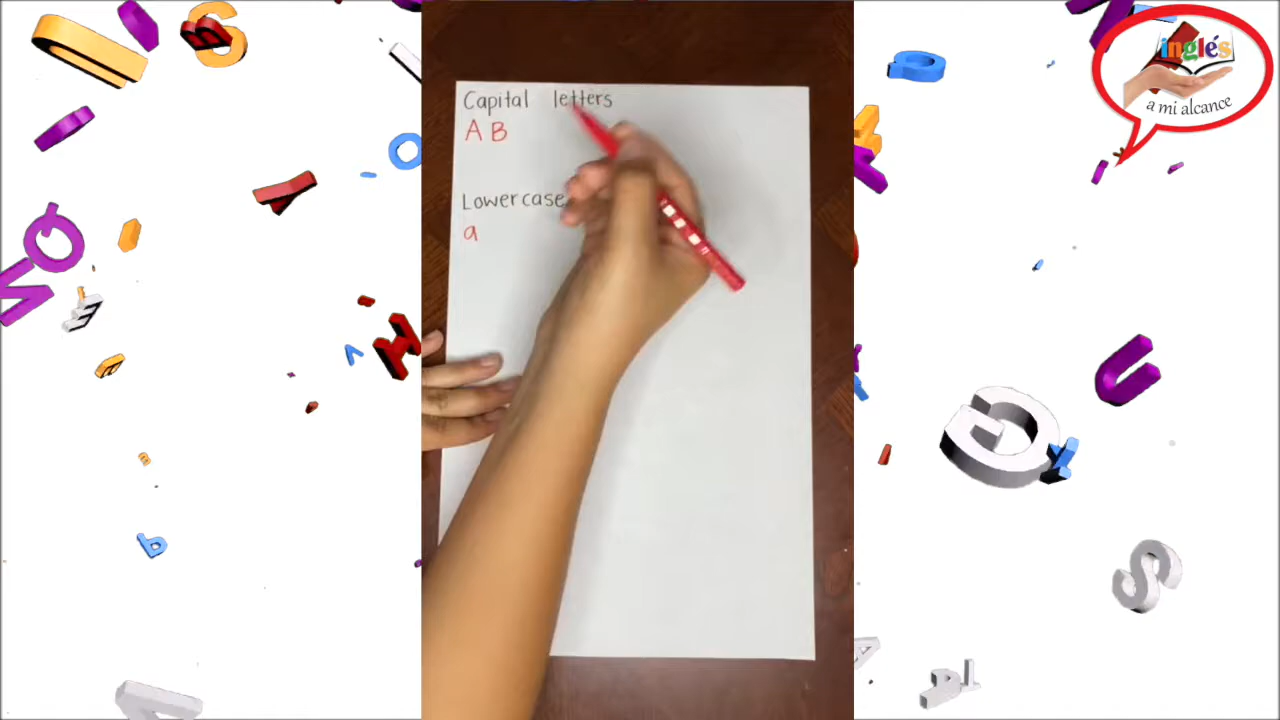 Capital letters
A B
Lowercase
a
inglés
a mi alcance